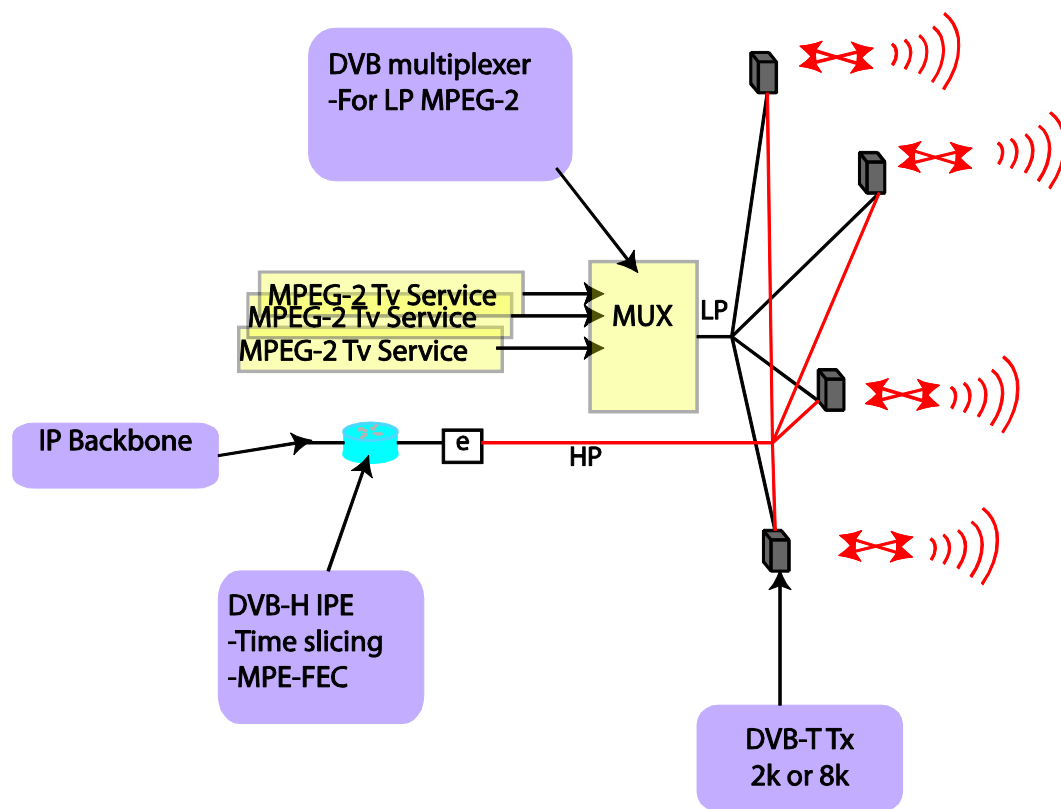 DVB multiplexer
-For LP MPEG-2
MPEG-2 Tv Service
MPEG-2 Tv Service
MPEG-2 Tv Service
MUX
LP
IP Backbone
e
HP
DVB-H IPE
-Time slicing
-MPE-FEC
DVB-T Tx
2k or 8k